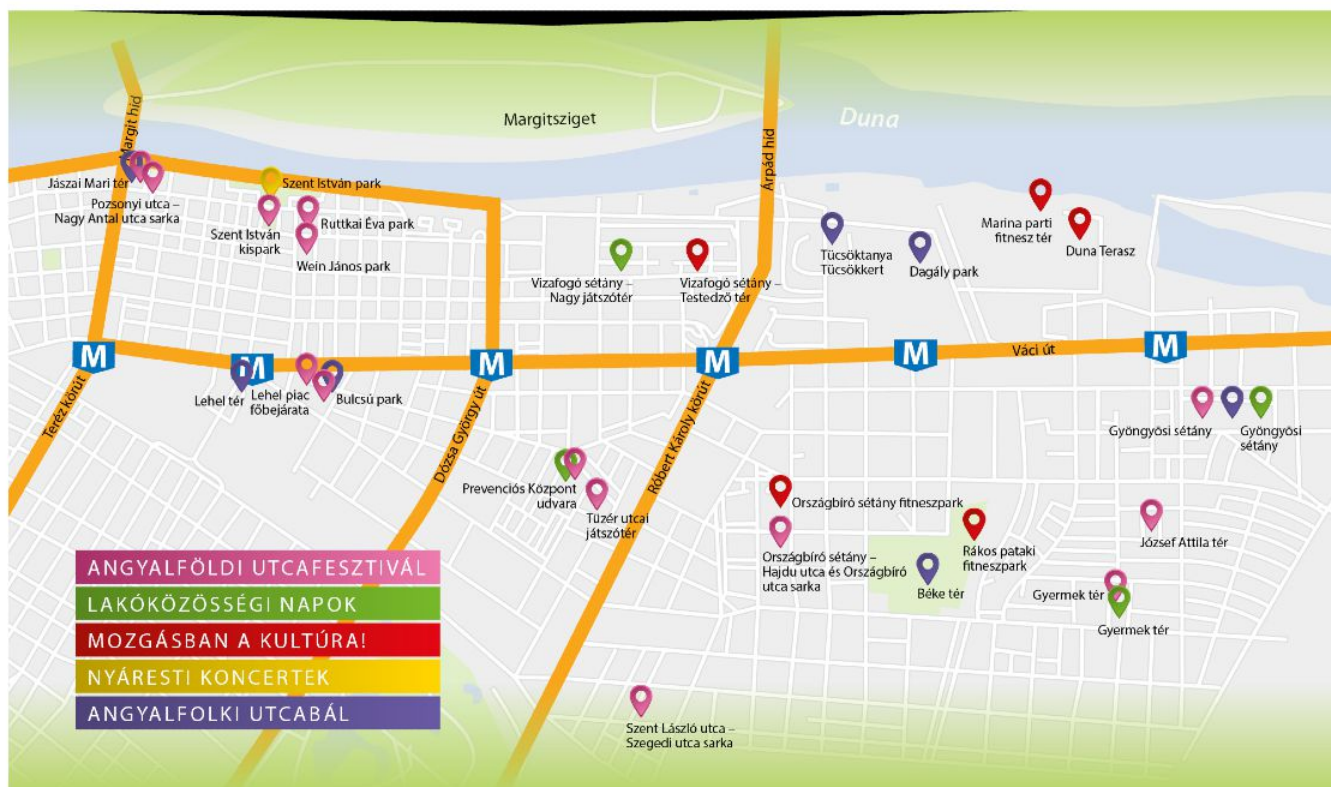 Margit híd
Margitsziget
Duna
Árpád híd
Jászai Mari tér
Pozsonyi utca –
Nagy Antal utca sarka
Szent István park
Szent István
kispark
Ruttkai Éva park
Wein János park
Vizafogó sétány –
Nagy játszótér
Vizafogó sétány –
Testedző tér
Tücsöktanya
Tücsökkert
Dagály park
Marina parti
fitnesz tér
Duna Terasz
M
M
M
M
M
M
Váci út
Teréz körút
Lehel tér
Lehel piac
főbejárata
Bulcsú park
Dózsa György út
Róbert Károly körút
Gyöngyösi sétány
Gyöngyösi
sétány
Prevenciós Központ
udvara
Tüzér utcai
játszótér
Országbíró sétány fitneszpark
Országbíró sétány –
Hajdu utca és Országbíró
utca sarka
Rákos pataki
fitneszpark
Béke tér
József Attila tér
Gyermek tér
Gyermek tér
Szent László utca –
Szegedi utca sarka
ANGYALFÖLDI UTCAFESZTIVÁL
LAKÓKÖZÖSSÉGI NAPOK
MOZGÁSBAN A KULTÚRA!
NYÁRESTI KONCERTEK
ANGYALFOLKI UTCABÁL